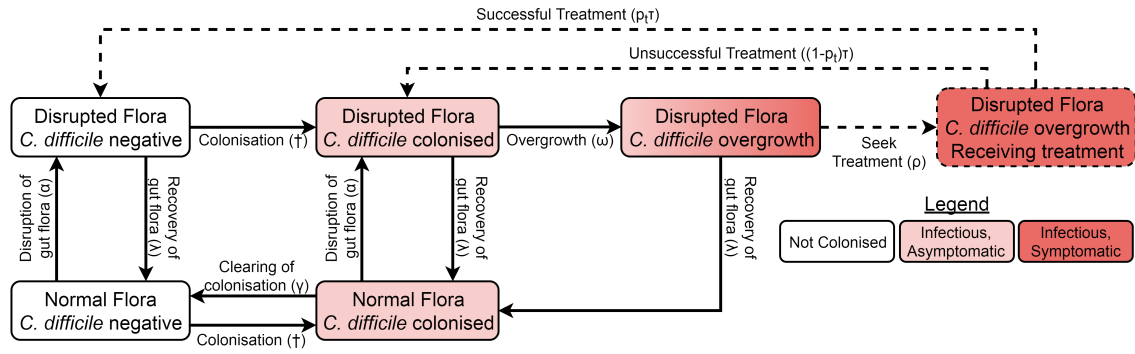 Successful Treatment (pₜτ)
Unsuccessful Treatment ((1-pₜ)τ)
Disrupted Flora
C. difficile negative
Colonisation (†)
Disrupted Flora
C. difficile colonised
Overgrowth (ω)
Disrupted Flora
C. difficile overgrowth
Seek
Treatment (ρ)
Disrupted Flora
C. difficile overgrowth
Receiving treatment
Disruption of
gut flora (α)
Recovery of
gut flora (λ)
Disruption of
gut flora (α)
Recovery of
gut flora (λ)
Recovery of
gut flora (λ)
Clearing of
colonisation (γ)
Normal Flora
C. difficile negative
Colonisation (†)
Normal Flora
C. difficile colonised
Legend
Not Colonised
Infectious,
Asymptomatic
Infectious,
Symptomatic